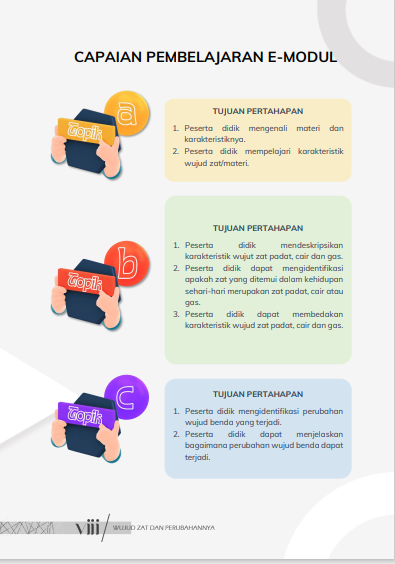 CAPAIAN PEMBELAJARAN E-MODUL
a
Topik
TUJUAN PERTAHAPAN
1. Peserta didik mengenali materi dan
karakteristiknya.
2. Peserta didik mempelajari karakteristik
wujud zat/materi.
b
Topik
TUJUAN PERTAHAPAN
1. Peserta didik mendeskripsikan
karakteristik wujut zat padat, cair dan gas.
2. Peserta didik dapat mengidentifikasi
apakah zat yang ditemui dalam kehidupan
sehari-hari merupakan zat padat, cair atau
gas.
3. Peserta didik dapat membedakan
karakteristik wujud zat padat, cair dan gas.
c
Topik
TUJUAN PERTAHAPAN
1. Peserta didik mengidentifikasi perubahan
wujud benda yang terjadi.
2. Peserta didik dapat menjelaskan
bagaimana perubahan wujud benda dapat
terjadi.
viii WUJUD ZAT DAN PERUBAHANNYA